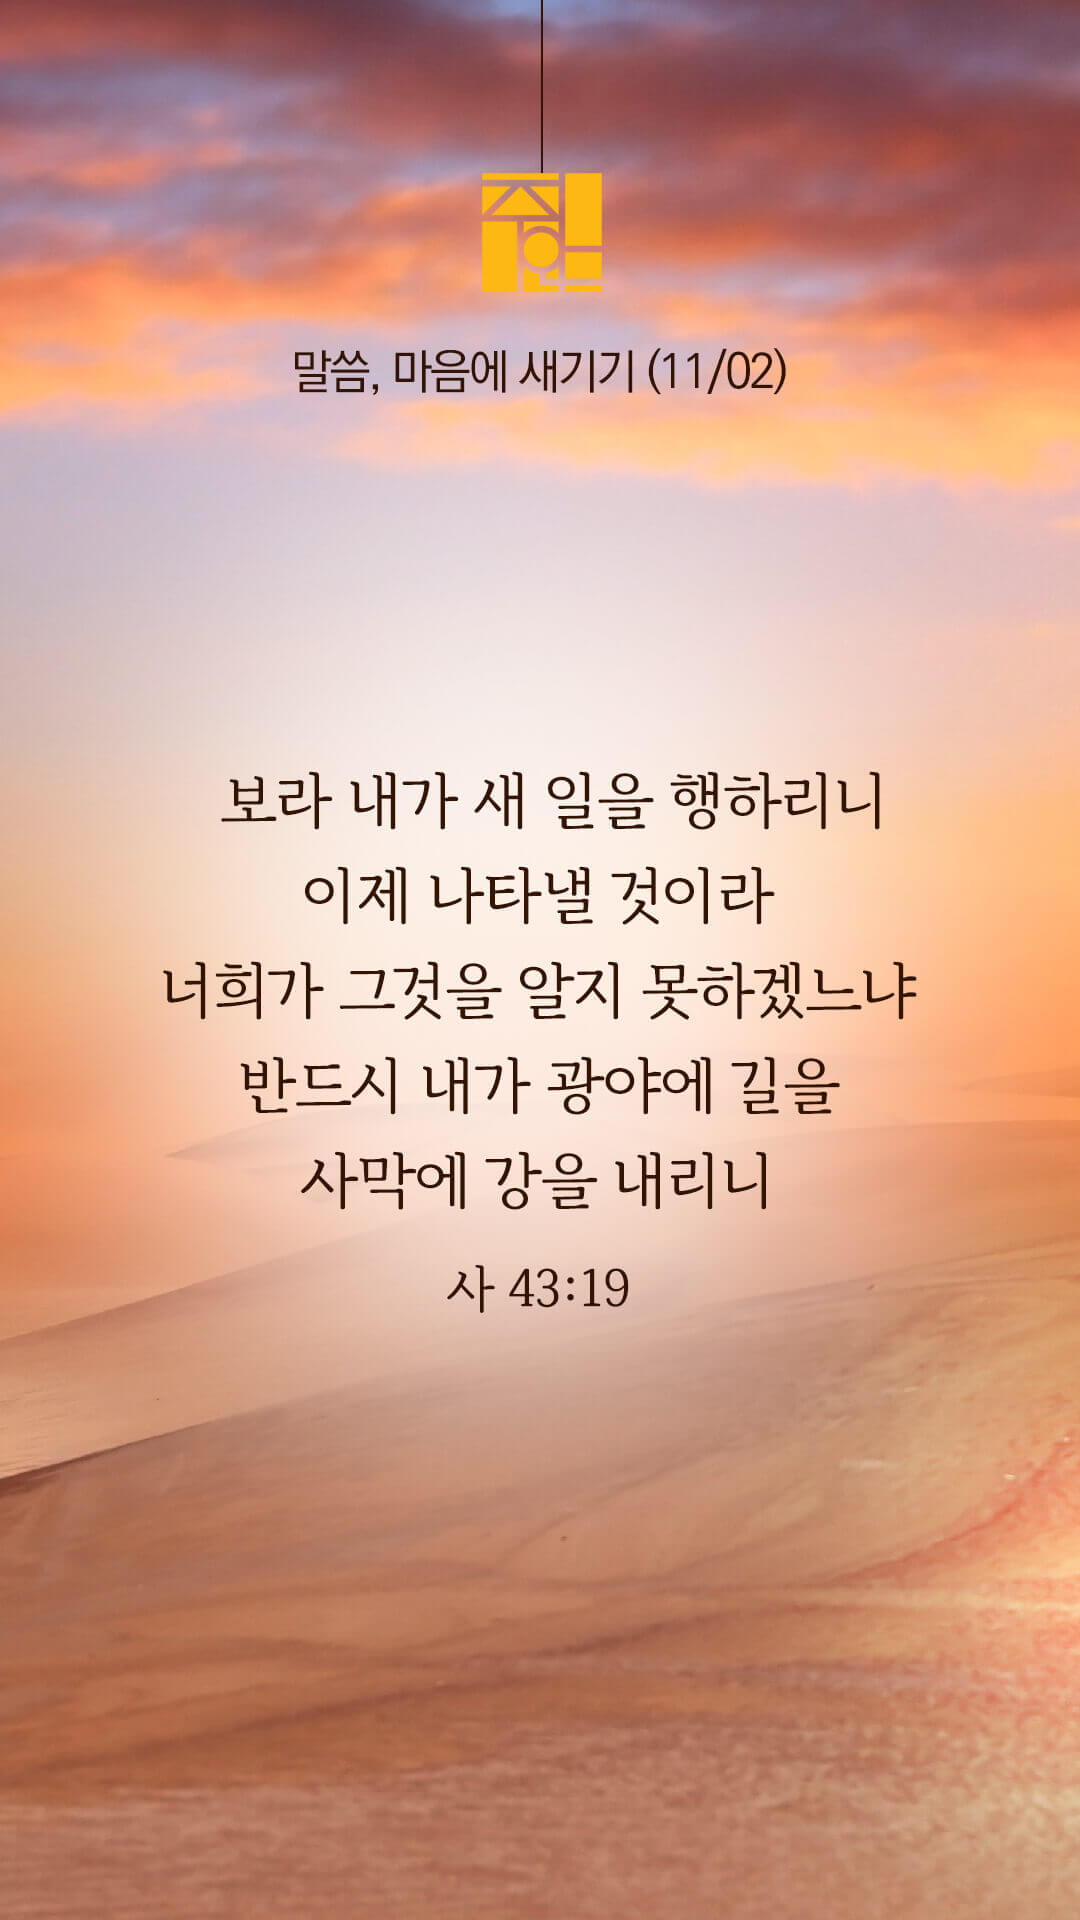 말씀, 마음에 새기기 (11/02)
보라 내가 새 일을 행하리니
이제 나타낼 것이라
너희가 그것을 알지 못하겠느냐
반드시 내가 광야에 길을
사막에 강을 내리니
사 43:19